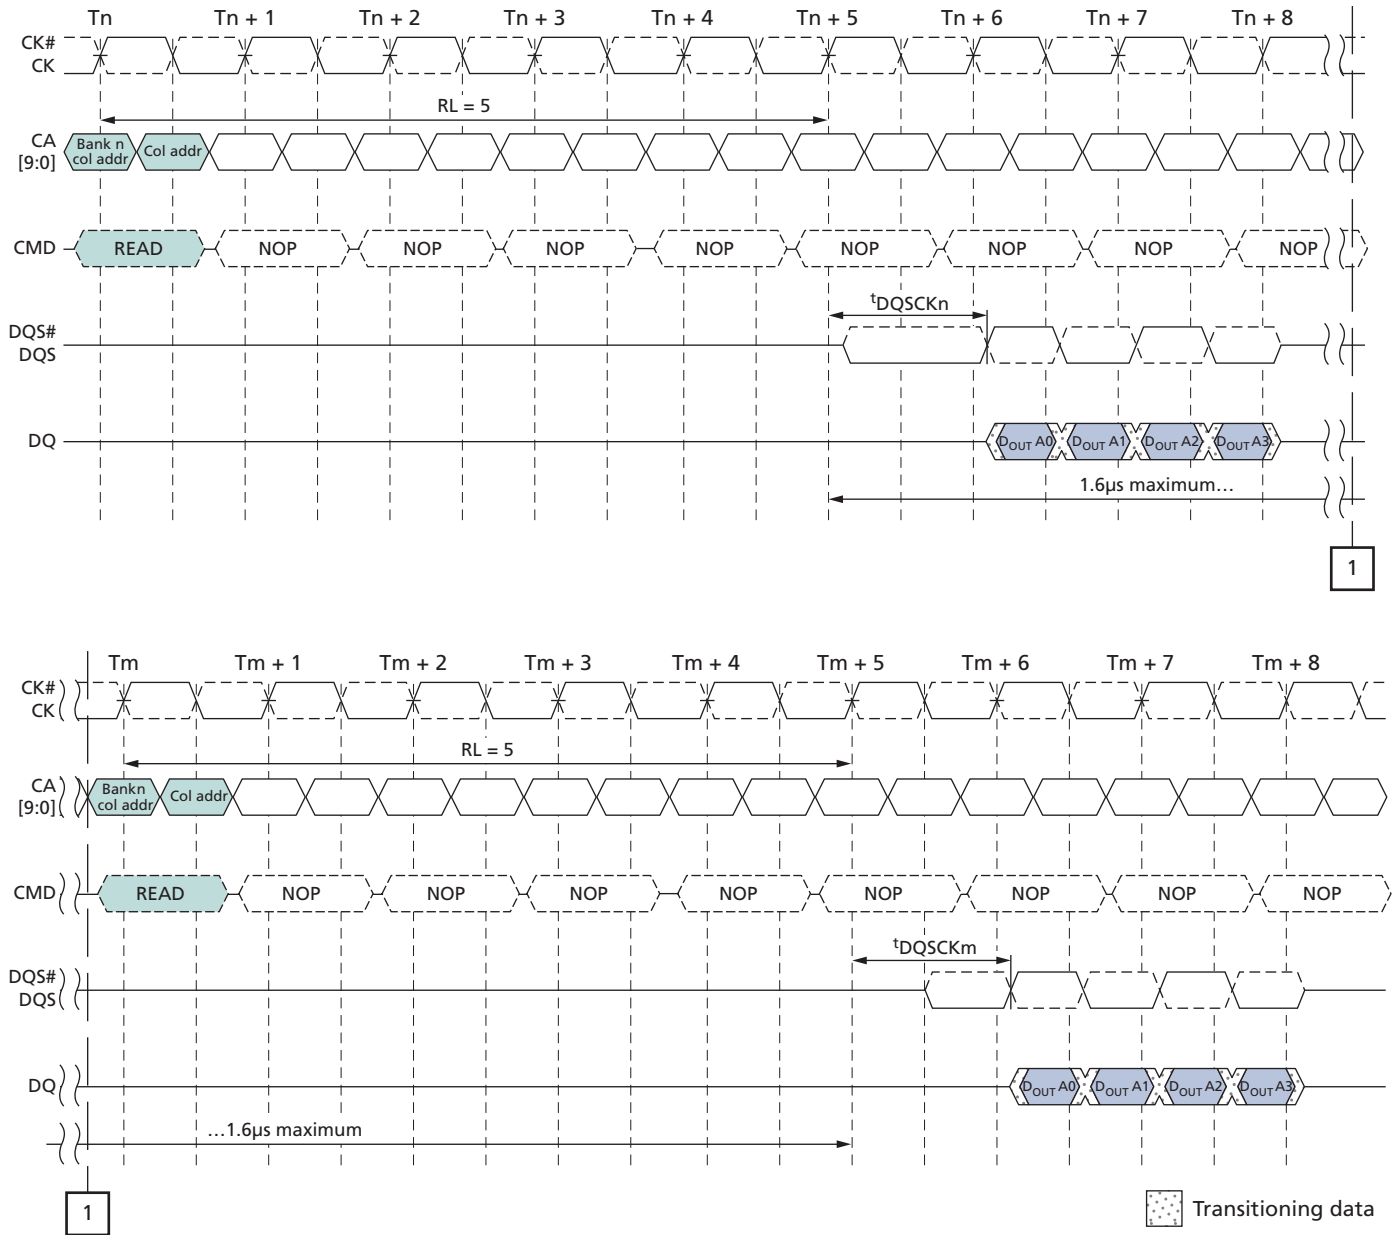 Tn Tn + 1 Tn + 2 Tn + 3 Tn + 4 Tn + 5 Tn + 6 Tn + 7 Tn + 8
CK#
CK
RL = 5
CA
[9:0]
Bank n
col addr
Col addr
CMD READ NOP NOP NOP NOP NOP NOP NOP NOP
tDQSCKn
DQS#
DQS
DQ DOUT A0 DOUT A1 DOUT A2 DOUT A3
1.6μs maximum…
1
Tm Tm + 1 Tm + 2 Tm + 3 Tm + 4 Tm + 5 Tm + 6 Tm + 7 Tm + 8
CK#
CK
RL = 5
CA
[9:0]
Bankn
col addr
Col addr
CMD READ NOP NOP NOP NOP NOP NOP NOP NOP
tDQSCKm
DQS#
DQS
DQ DOUT A0 DOUT A1 DOUT A2 DOUT A3
…1.6μs maximum
1
Transitioning data